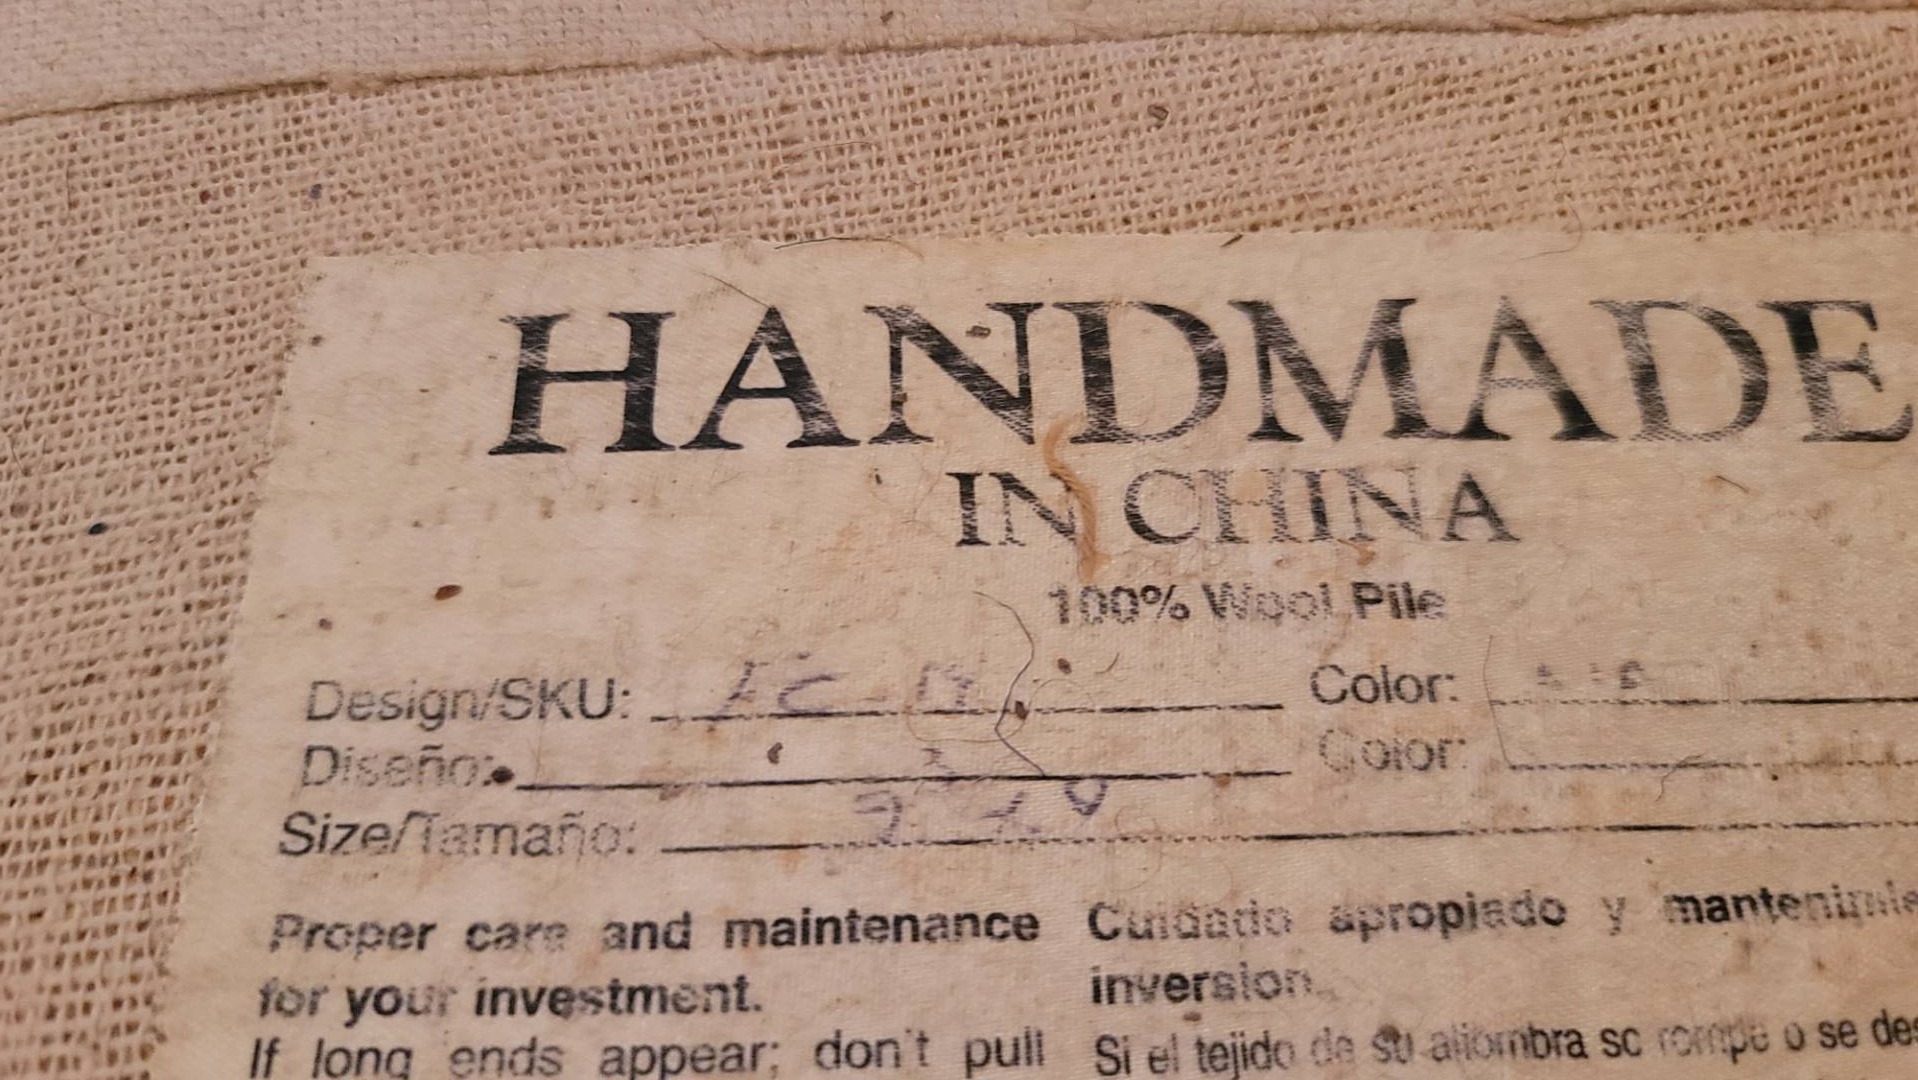 HANDMADE
IN CHINA
100% Wool Pile
Design/SKU: Color:
Diseño: Color:
Size/Tamaño:
Proper care and maintenance
for your investment.
If long ends appear; don't pull
Cuidado apropiado y
inversion.
Si el tejido de su alfombra se rompe o se